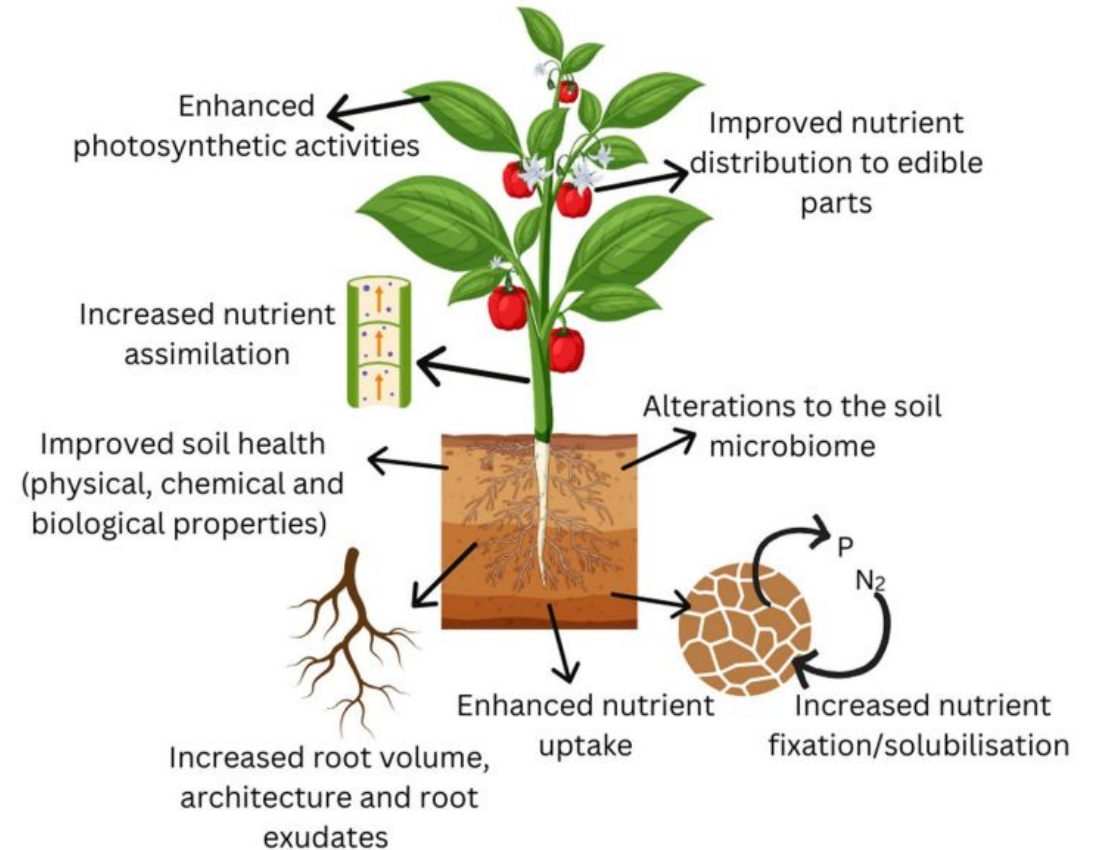 Enhanced
photosynthetic activities
Improved nutrient
distribution to edible
parts
Increased nutrient
assimilation
Alterations to the soil
microbiome
Improved soil health
(physical, chemical and
biological properties)
P
N2
Enhanced nutrient
uptake
Increased nutrient
fixation/solubilisation
Increased root volume,
architecture and root
exudates